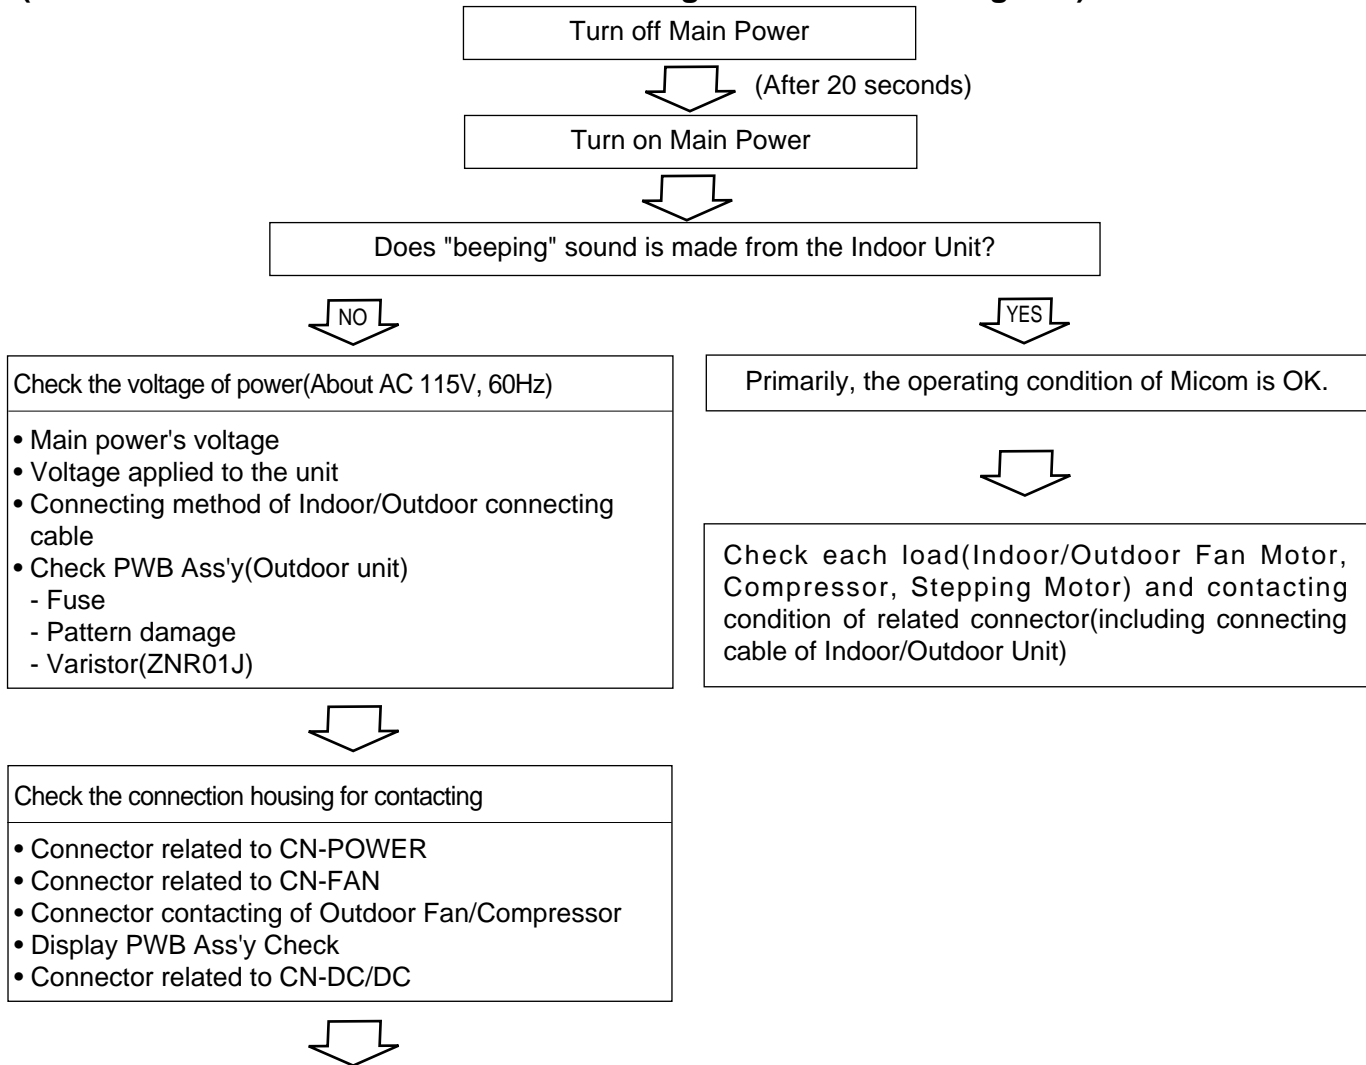 Turn off Main Power
(After 20 seconds)
Turn on Main Power
Does "beeping" sound is made from the Indoor Unit?
NO
YES
Check the voltage of power(About AC 115V, 60Hz)
• Main power's voltage
• Voltage applied to the unit
• Connecting method of Indoor/Outdoor connecting
cable
• Check PWB Ass'y(Outdoor unit)
- Fuse
- Pattern damage
- Varistor(ZNR01J)
Primarily, the operating condition of Micom is OK.
Check each load(Indoor/Outdoor Fan Motor,
Compressor, Stepping Motor) and contacting
condition of related connector(including connecting
cable of Indoor/Outdoor Unit)
Check the connection housing for contacting
• Connector related to CN-POWER
• Connector related to CN-FAN
• Connector contacting of Outdoor Fan/Compressor
• Display PWB Ass'y Check
• Connector related to CN-DC/DC